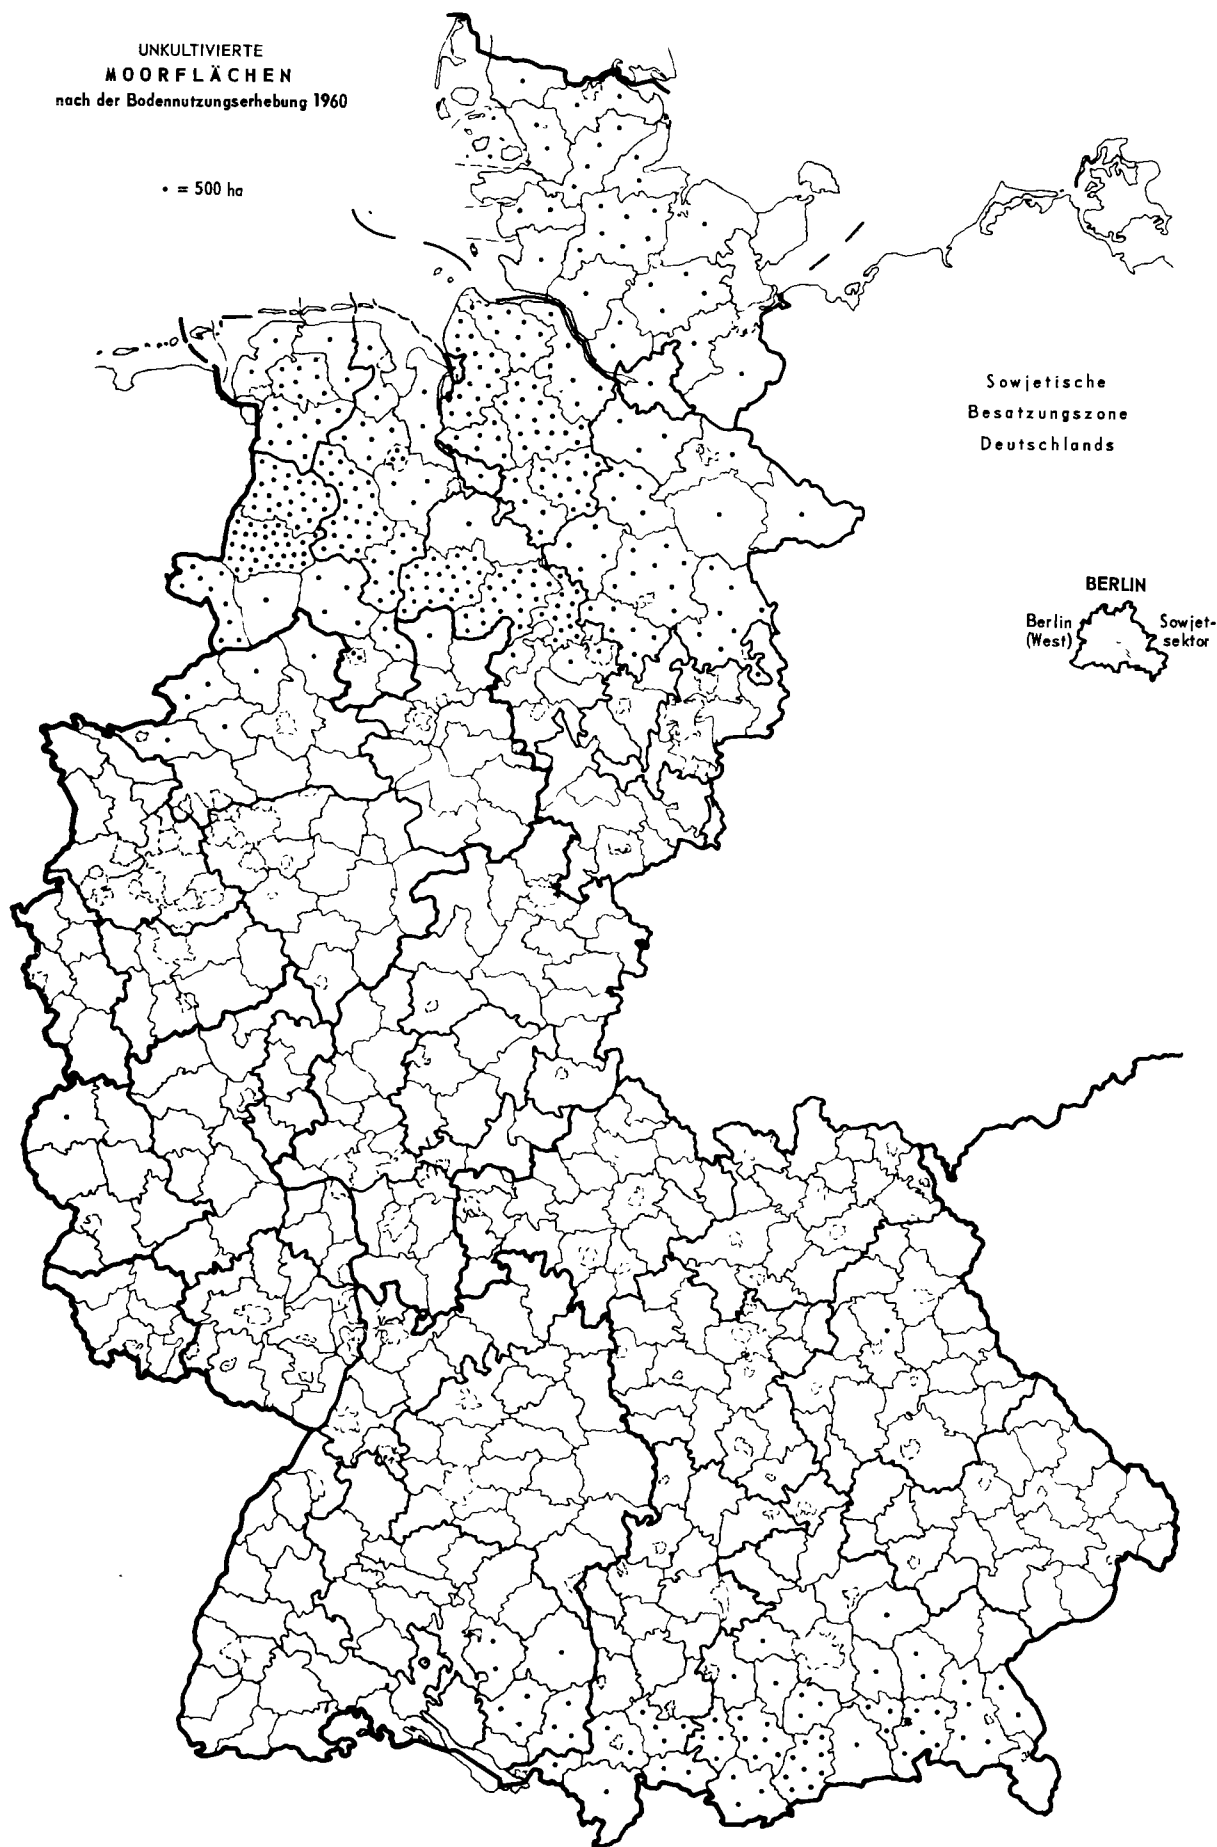 UNKULTIVIERTE
MOORFLÄCHEN
nach der Bodennutzungserhebung 1960
• = 500 ha
Sowjetische
Besatzungszone
Deutschlands
BERLIN
Berlin
(West)
Sowjet-
sektor